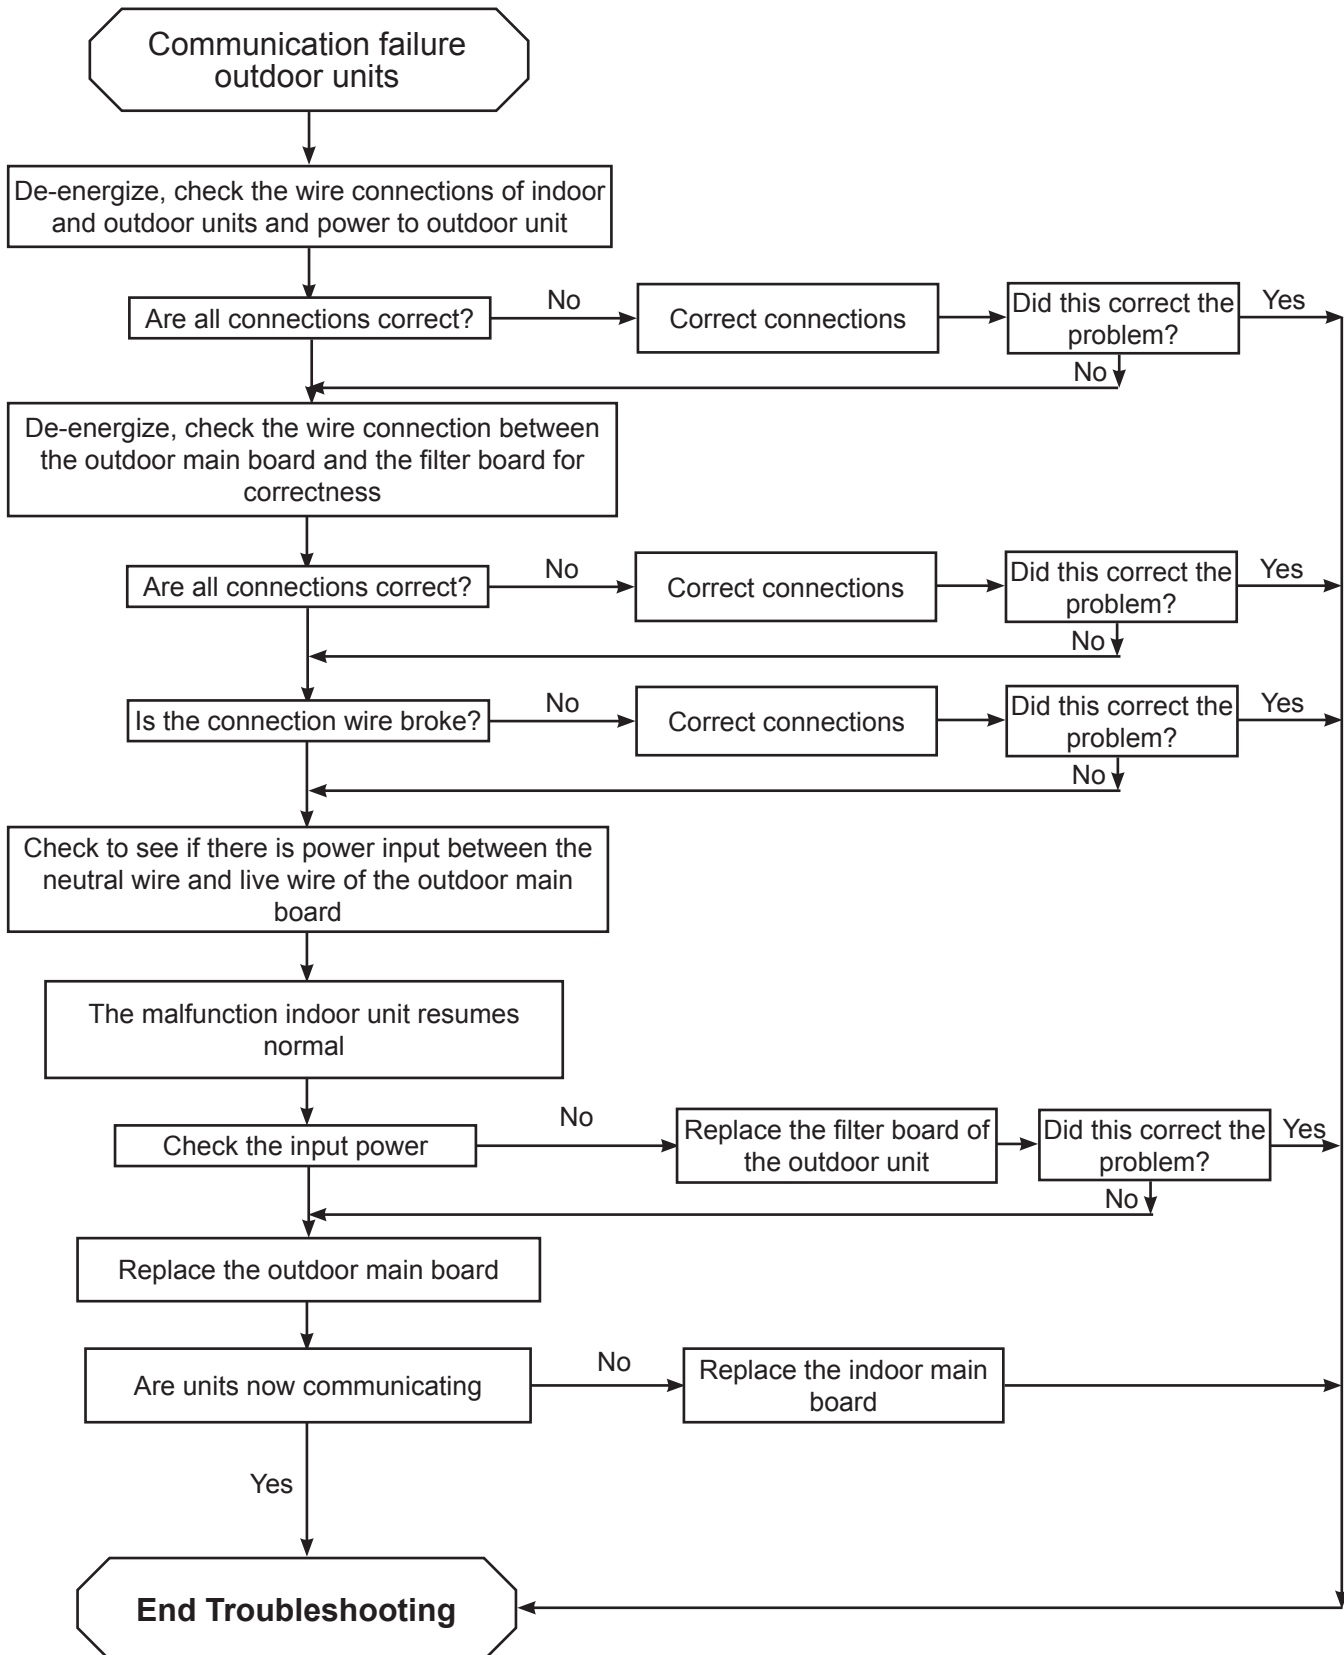 Communication failure
outdoor units
De-energize, check the wire connections of indoor
and outdoor units and power to outdoor unit
Are all connections correct?
No
Correct connections
Did this correct the
problem?
Yes
No
De-energize, check the wire connection between
the outdoor main board and the filter board for
correctness
Are all connections correct?
No
Correct connections
Did this correct the
problem?
Yes
No
Is the connection wire broke?
No
Correct connections
Did this correct the
problem?
Yes
No
Check to see if there is power input between the
neutral wire and live wire of the outdoor main
board
The malfunction indoor unit resumes
normal
Check the input power
No
Replace the filter board of
the outdoor unit
Did this correct the
problem?
Yes
No
Replace the outdoor main board
Are units now communicating
No
Replace the indoor main
board
Yes
End Troubleshooting